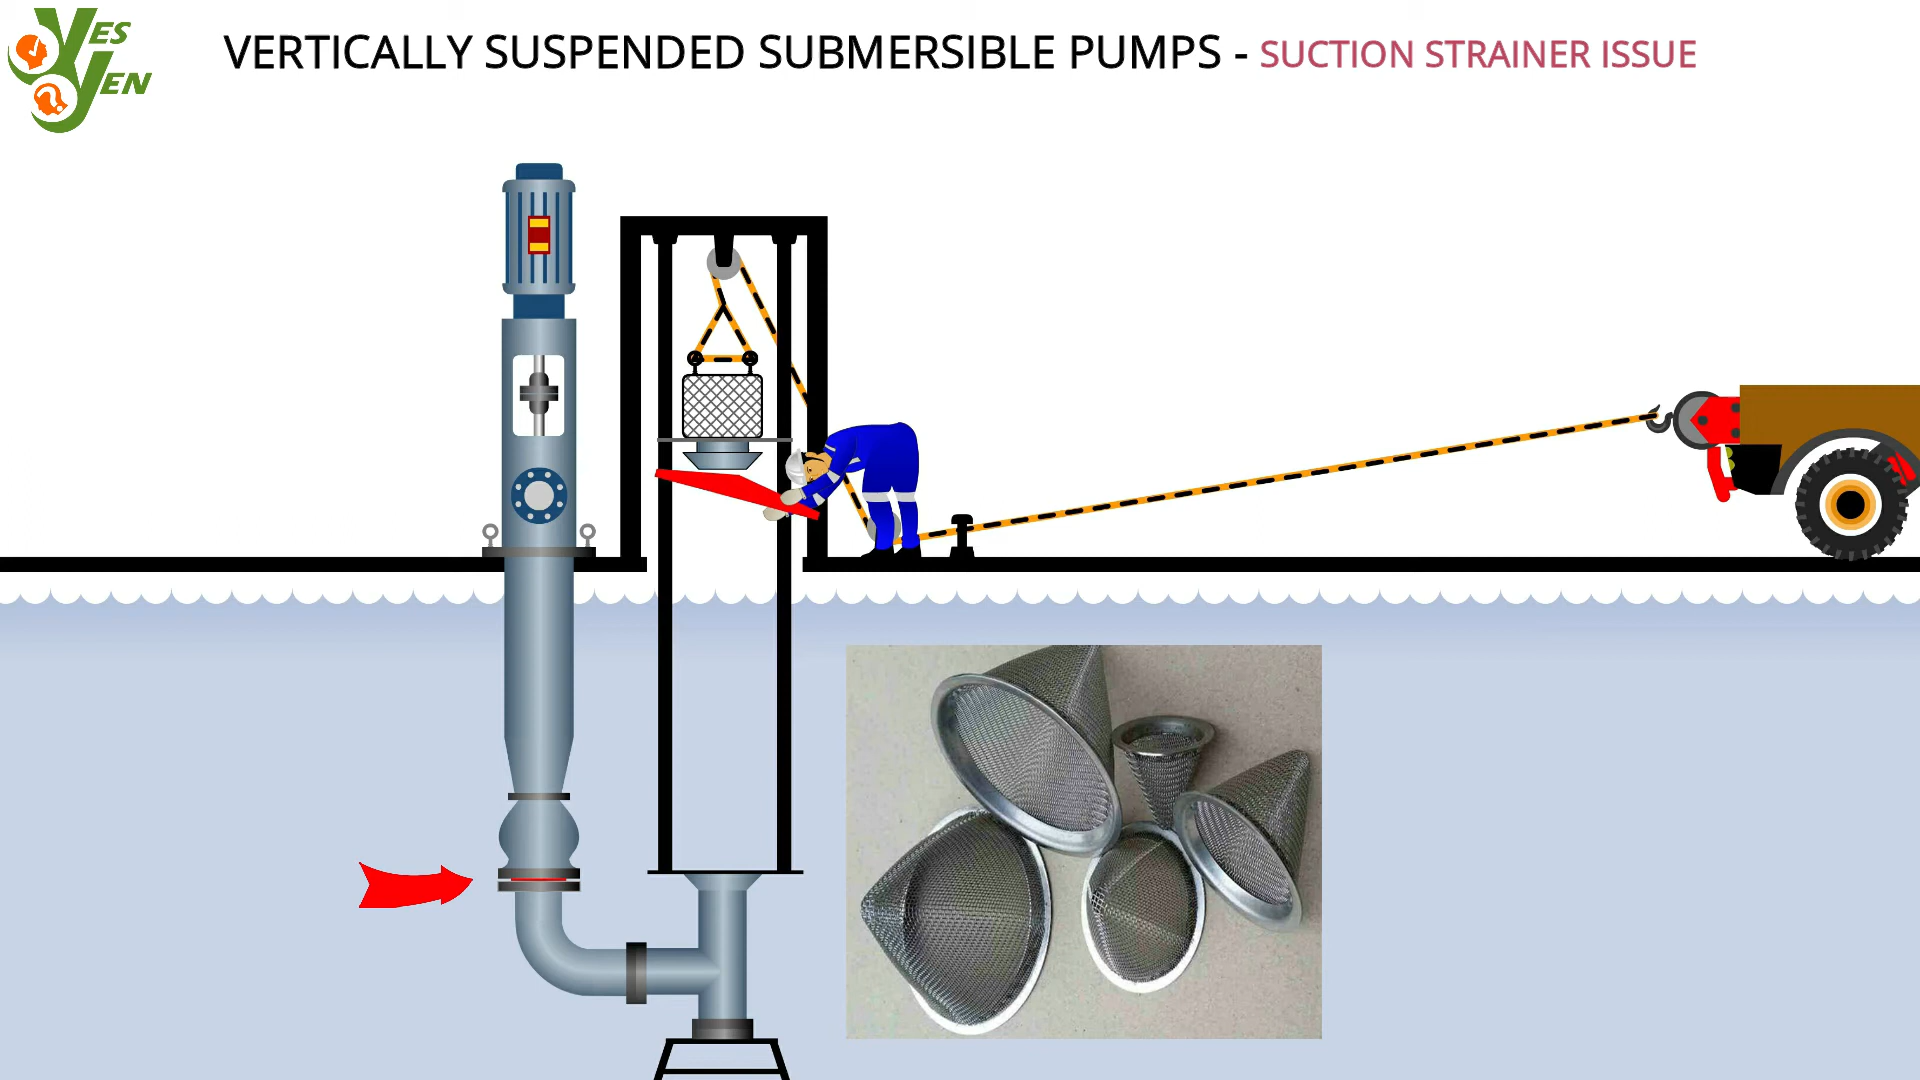 YES
YEN
VERTICALLY SUSPENDED SUBMERSIBLE PUMPS - SUCTION STRAINER ISSUE